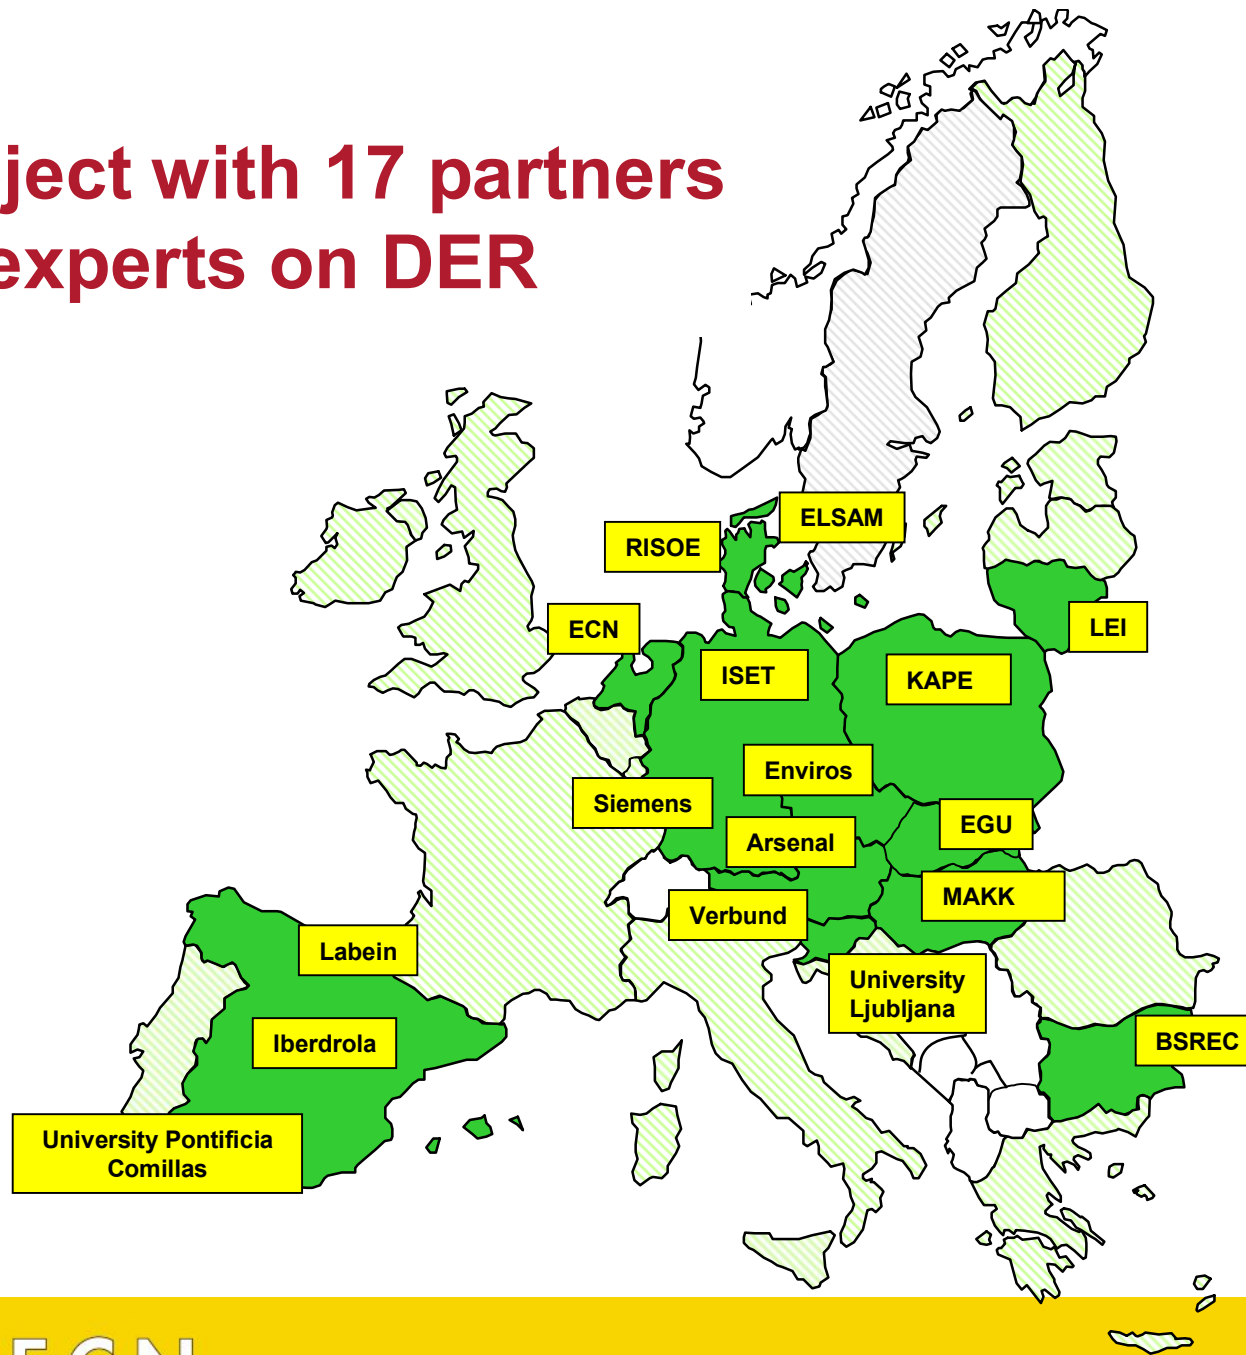 ject with 17 partners
experts on DER
ELSAM
RISOE
ECN
LEI
ISET
KAPE
Enviros
Siemens
EGU
Arsenal
MAKK
Verbund
Labein
University
Ljubljana
Iberdrola
BSREC
University Pontificia
Comillas
ECN